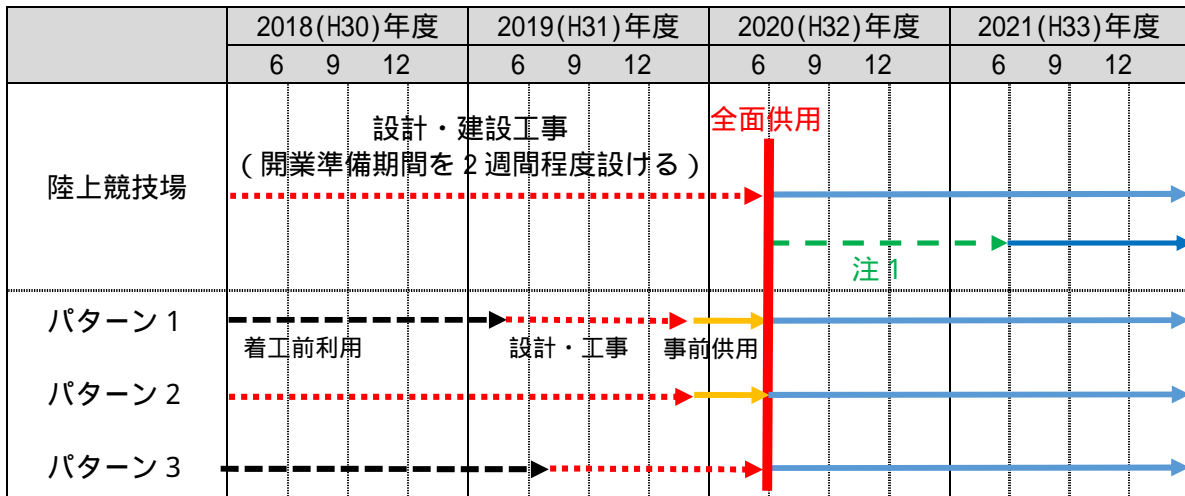 2018(H30)年度 2019(H31)年度 2020(H32)年度 2021(H33)年度
6 9 12 6 9 12 6 9 12 6 9 12
設計・建設工事
(開業準備期間を2週間程度設ける)
全面供用
陸上競技場
注1
パターン1
着工前利用 設計・工事 事前供用
パターン2
パターン3